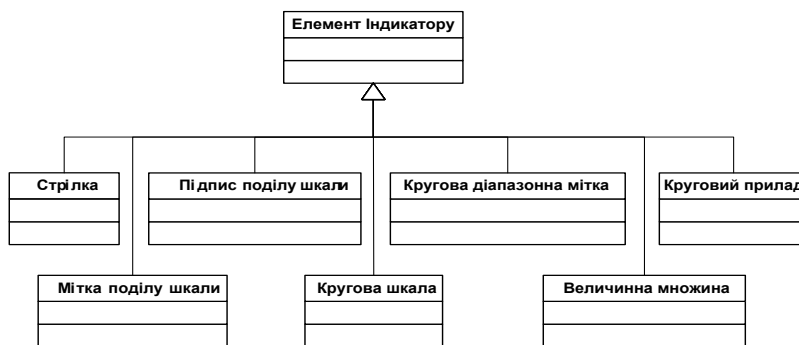 Елемент Індикатору
Стрілка
Підпис поділу шкали
Кругова діапазонна мітка
Круговий прилад
Мітка поділу шкали
Кругова шкала
Величинна множина